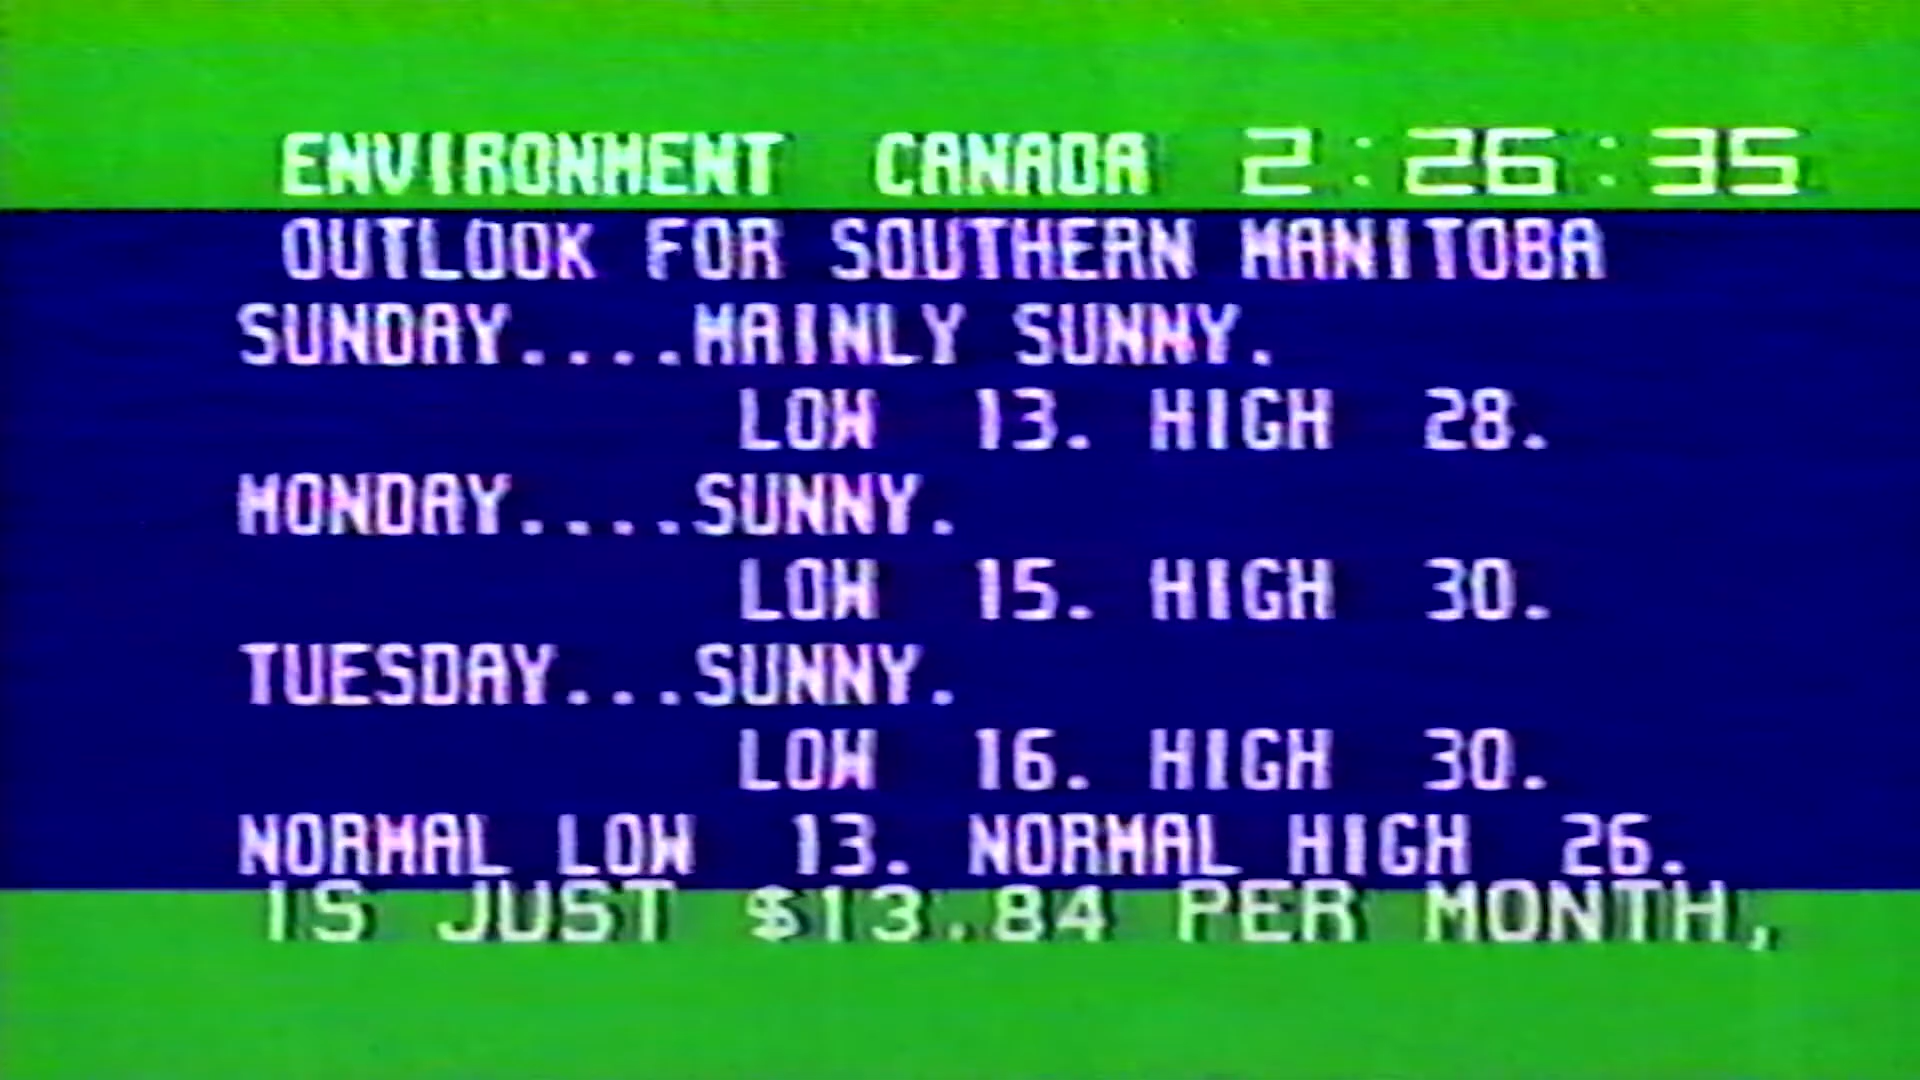 ENVIRONMENT CANADA 2:26:35
OUTLOOK FOR SOUTHERN MANITOBA
SUNDAY....MAINLY SUNNY.
LOW 13. HIGH 28.
MONDAY....SUNNY.
LOW 15. HIGH 30.
TUESDAY...SUNNY.
LOW 16. HIGH 30.
NORMAL LOW 13. NORMAL HIGH 26.
IS JUST $13.84 PER MONTH,